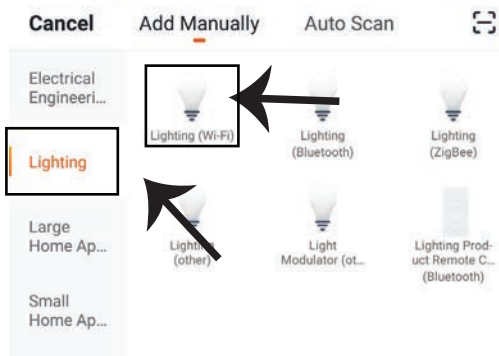 Cancel
Add Manually
Auto Scan
Electrical
Engineeri...
Lighting
Large
Home Ap...
Small
Home Ap...
Lighting (Wi-Fi)
Lighting
(Bluetooth)
Lighting
(ZigBee)
Lighting
(other)
Light
Modulator (ot...
Lighting Prod-
uct Remote C...
(Bluetooth)